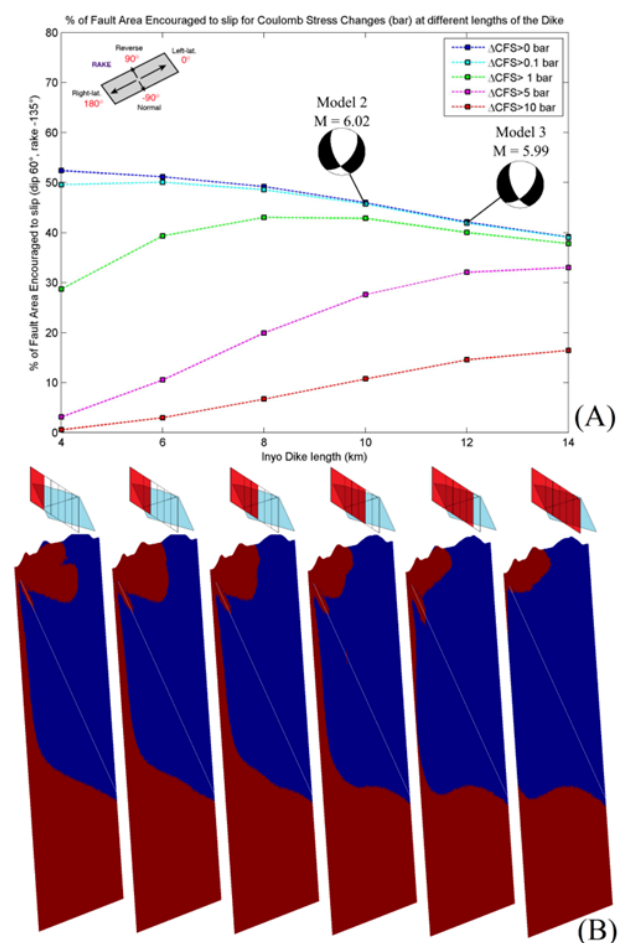 % of Fault Area Encouraged to slip for Coulomb Stress Changes (bar) at different lengths of the Dike
% of Fault Area Encouraged to slip (dip 60°, rake -135°)
80
70
60
50
40
30
20
10
0
Reverse
90°
Left-lat.
0°
RAKE
Right-lat.
180°
-90°
Normal
ΔCFS>0 bar
ΔCFS>0.1 bar
ΔCFS> 1 bar
ΔCFS>5 bar
ΔCFS>10 bar
Model 2
M = 6.02
Model 3
M = 5.99
4
6
8
10
12
14
Inyo Dike length (km)
(A)
(B)